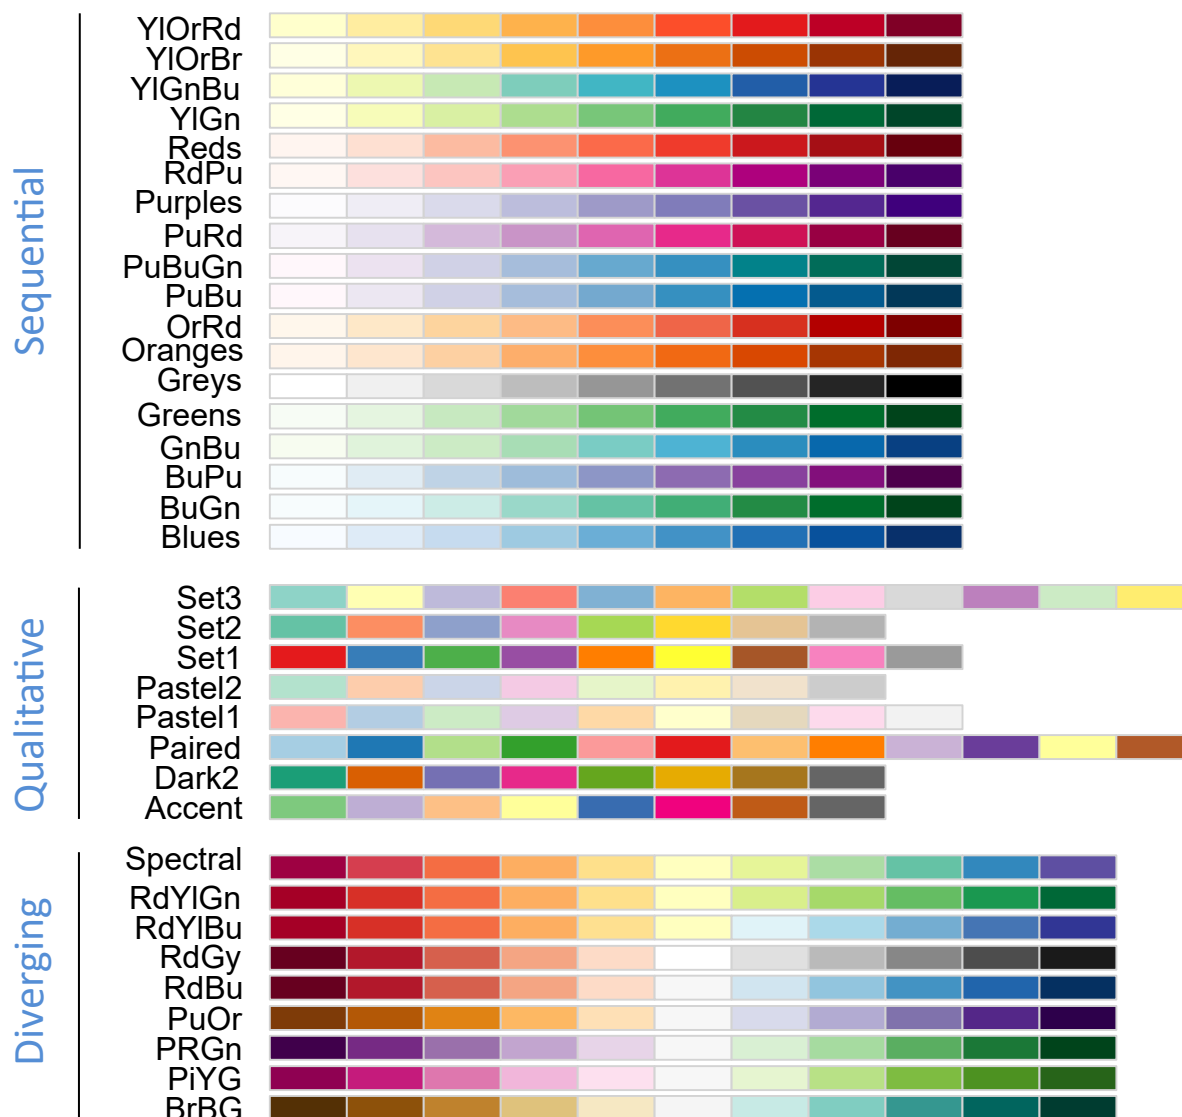 Sequential
YlOrRd
YlOrBr
YlGnBu
YlGn
Reds
RdPu
Purples
PuRd
PuBuGn
PuBu
OrRd
Oranges
Greys
Greens
GnBu
BuPu
BuGn
Blues
Qualitative
Set3
Set2
Set1
Pastel2
Pastel1
Paired
Dark2
Accent
Diverging
Spectral
RdYlGn
RdYlBu
RdGy
RdBu
PuOr
PRGn
PiYG
BrBG